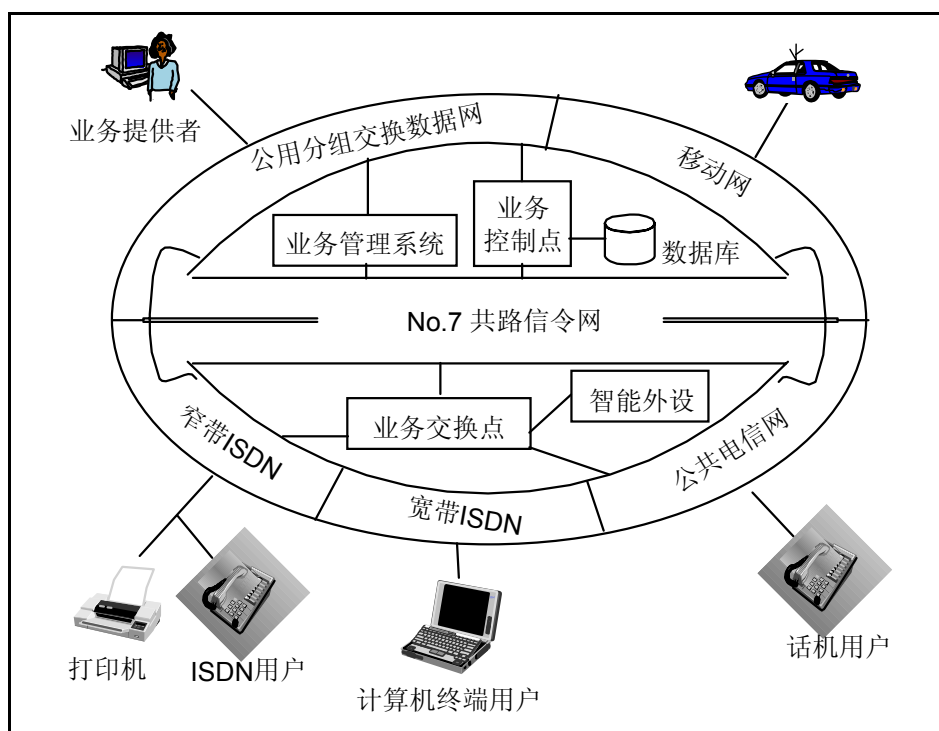 业务提供者
公用分组交换数据网
移动网
业务管理系统
业务
控制点
数据库
No.7 共路信令网
智能外设
业务交换点
窄带ISDN
宽带ISDN
公共电信网
打印机
ISDN用户
计算机终端用户
话机用户